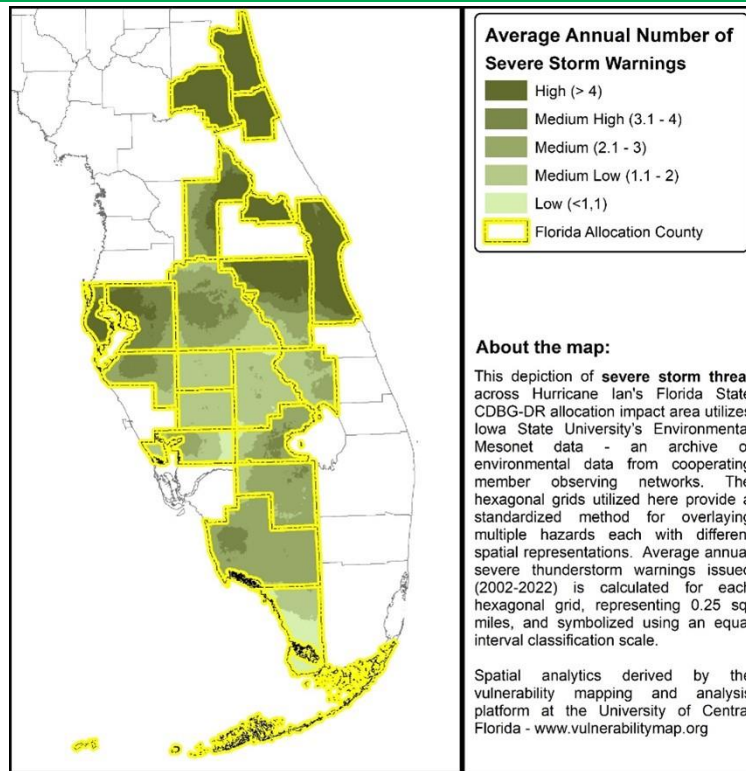 Average Annual Number of
Severe Storm Warnings
High (> 4)
Medium High (3.1 - 4)
Medium (2.1 - 3)
Medium Low (1.1 - 2)
Low (<1,1)
Florida Allocation County
About the map:
This depiction of severe storm threa
across Hurricane Ian's Florida State
CDBG-DR allocation impact area utilizes
Iowa State University's Environmenta
Mesonet data - an archive o
environmental data from cooperating
member observing networks. The
hexagonal grids utilized here provide a
standardized method for overlaying
multiple hazards each with differen
spatial representations. Average annua
severe thunderstorm warnings issued
(2002-2022) is calculated for each
hexagonal grid, representing 0.25 sq
miles, and symbolized using an equa
interval classification scale.
Spatial analytics derived by the
vulnerability mapping and analysis
platform at the University of Centra
Florida - www.vulnerabilitymap.org